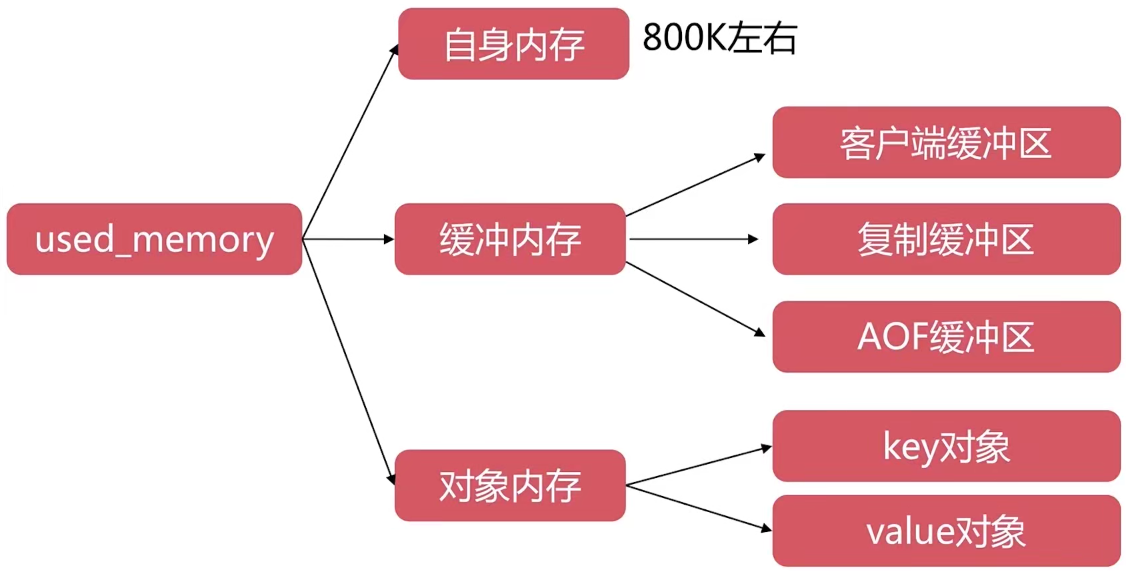 自身内存
800K左右
客户端缓冲区
used_memory
缓冲内存
复制缓冲区
AOF缓冲区
对象内存
key对象
value对象